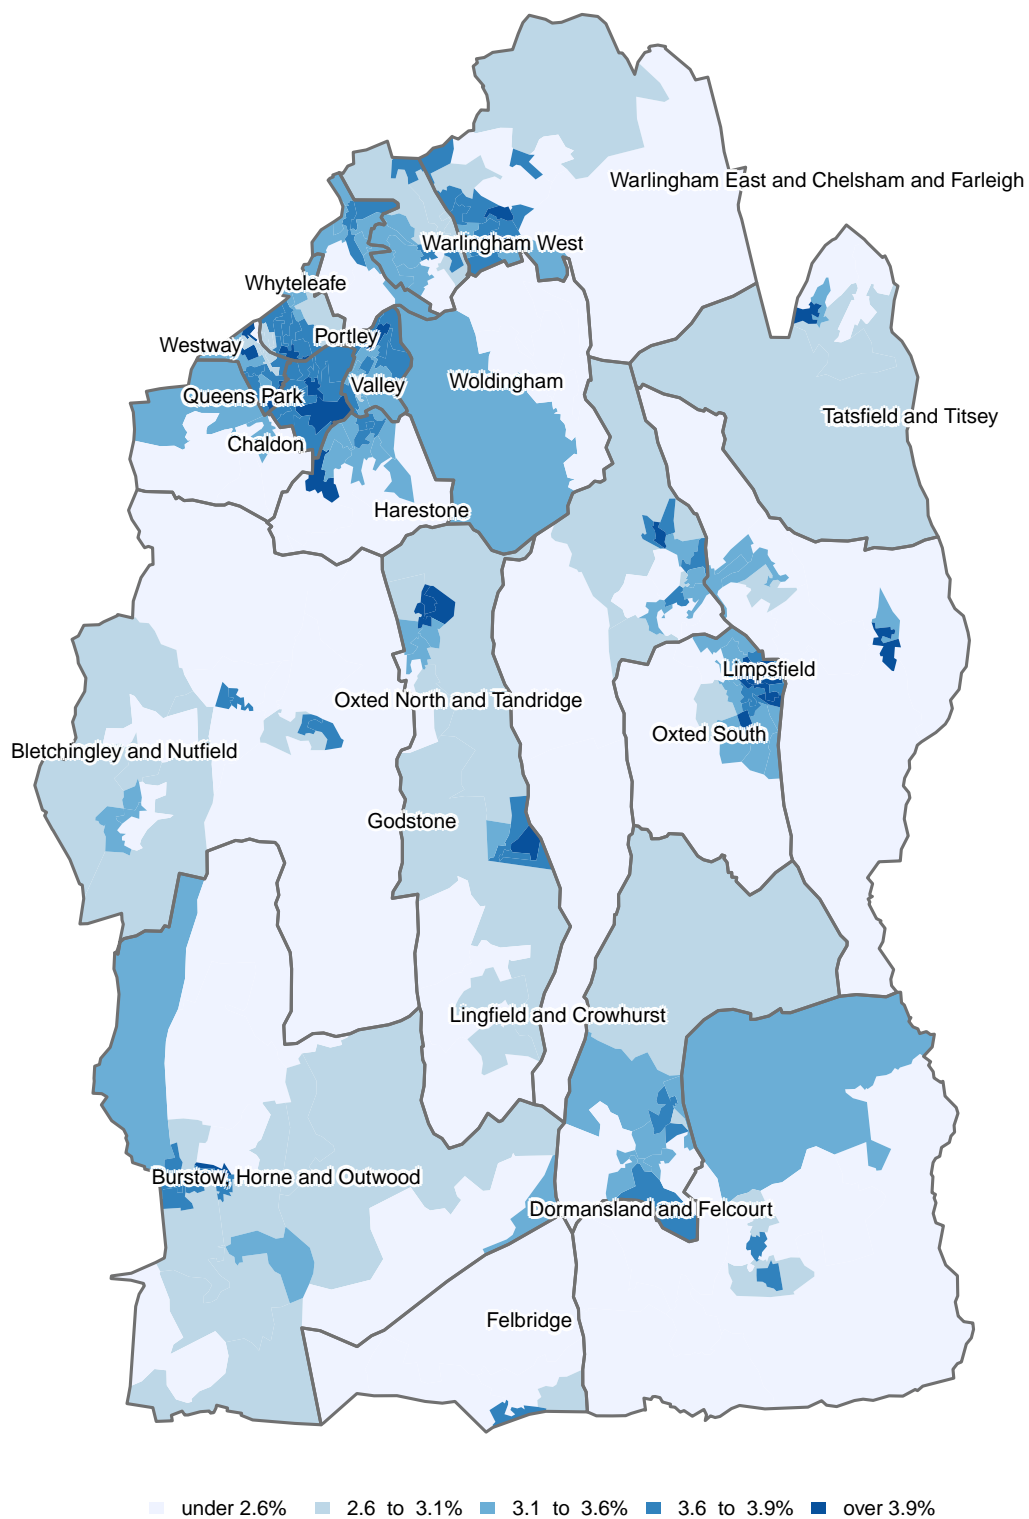 Warlingham East and Chelsham and Farleigh
Warlingham West
Whyteleafe
Portley
Westway
Valley
Woldingham
Queens Park
Tatsfield and Titsey
Chaldon
Harestone
Limpsfield
Oxted North and Tandridge
Oxted South
Bletchingley and Nutfield
Godstone
Lingfield and Crowhurst
Burstow, Horne and Outwood
Dormansland and Felcourt
Felbridge
under 2.6% 2.6 to 3.1% 3.1 to 3.6% 3.6 to 3.9% over 3.9%